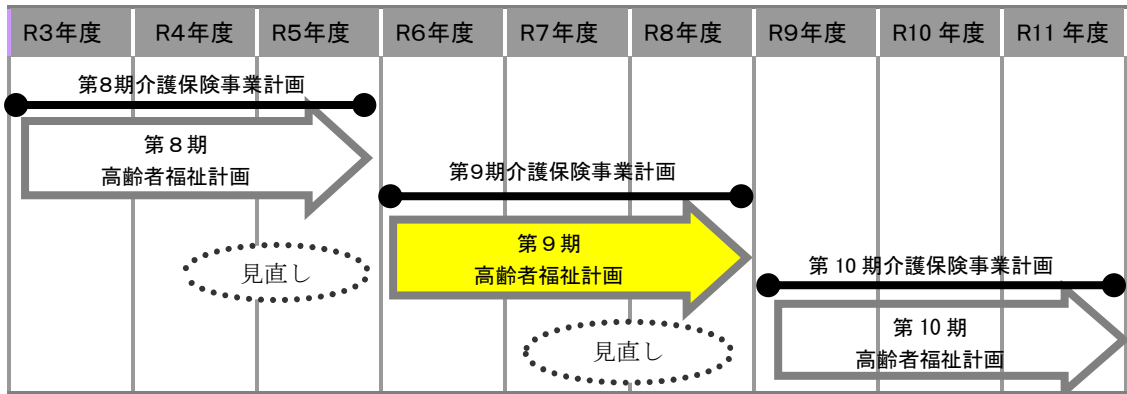 R3年度 R4年度 R5年度 R6年度 R7年度 R8年度 R9年度 R10 年度 R11 年度
第8期介護保険事業計画
第8期
高齢者福祉計画
見直し
第9期介護保険事業計画
第9期
高齢者福祉計画
見直し
第 10 期介護保険事業計画
第 10 期
高齢者福祉計画